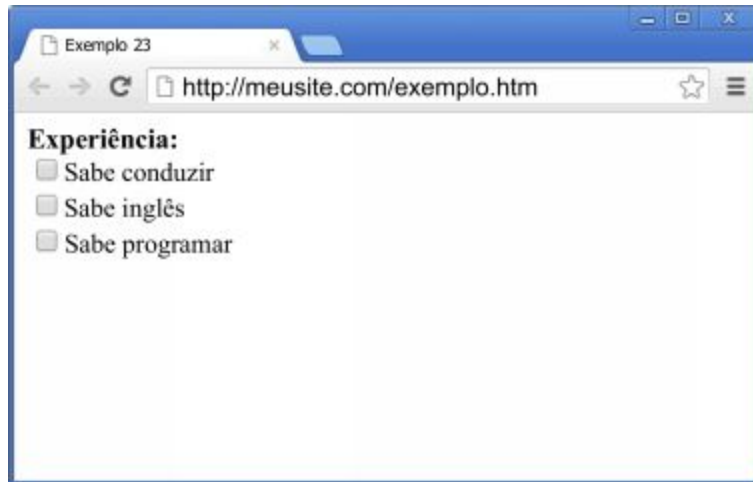 Exemplo 23
http://meusite.com/exemplo.htm
Experiência:
Sabe conduzir
Sabe inglês
Sabe programar